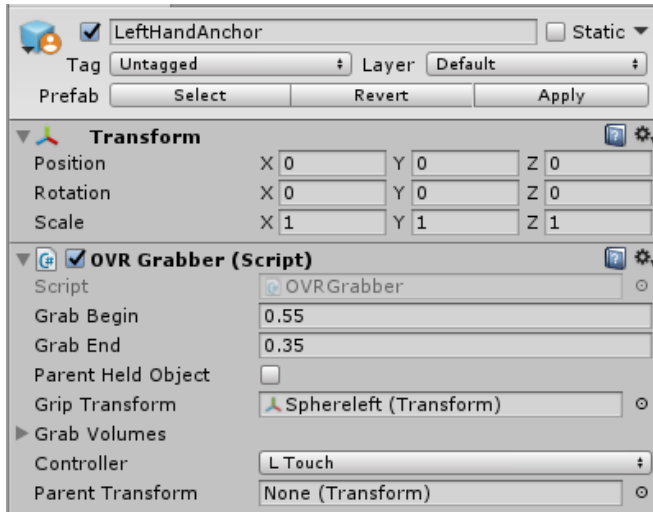 LeftHandAnchor Static
Tag Untagged Layer Default
Prefab Select Revert Apply
Transform
Position X 0 Y 0 Z 0
Rotation X 0 Y 0 Z 0
Scale X 1 Y 1 Z 1
C# OVR Grabber (Script)
Script OVRGrabber
Grab Begin 0.55
Grab End 0.35
Parent Held Object
Grip Transform Sphereleft (Transform)
Grab Volumes
Controller L Touch
Parent Transform None (Transform)